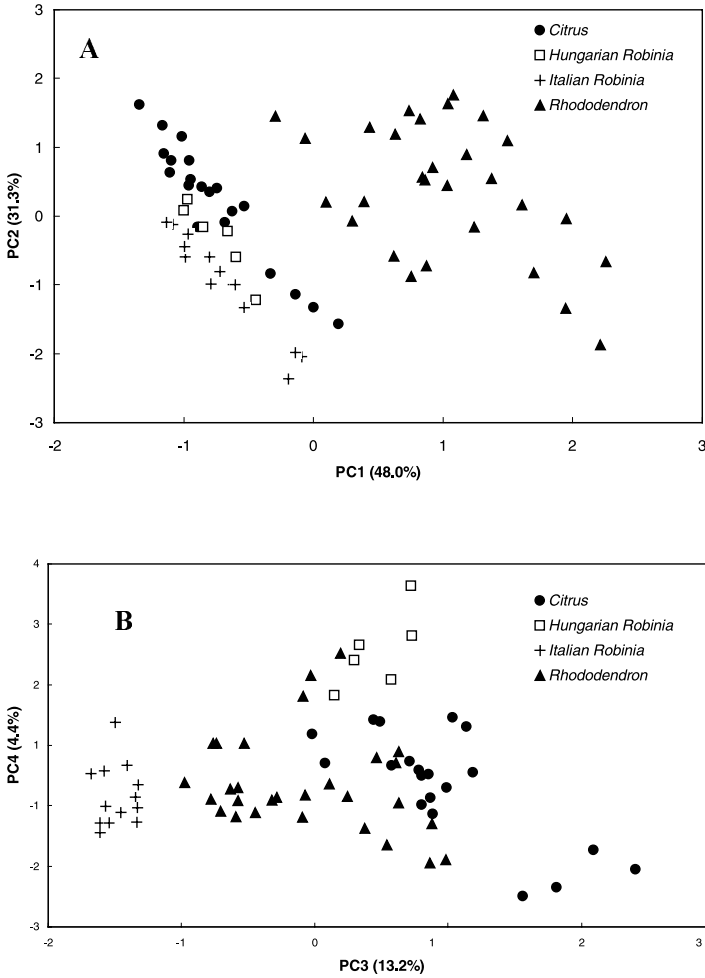 3
A
Citrus
Hungarian Robinia
Italian Robinia
Rhododendron
2
1
0
-1
-2
-3
PC2 (31.3%)
-2 -1 0 1 2 3
PC1 (48.0%)
4
B
Citrus
Hungarian Robinia
Italian Robinia
Rhododendron
3
2
1
-1
-2
-3
PC4 (4.4%)
-2 -1 0 1 2 3
PC3 (13.2%)